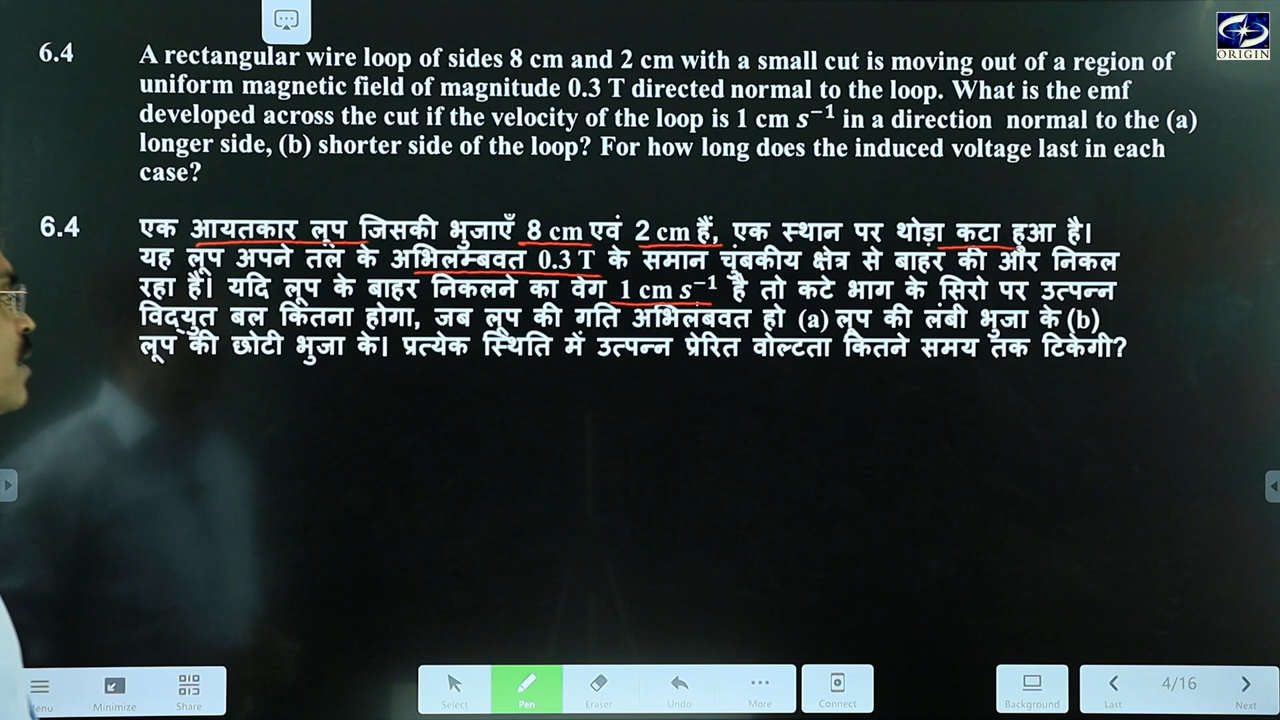 ORIGIN
6.4 A rectangular wire loop of sides 8 cm and 2 cm with a small cut is moving out of a region of
uniform magnetic field of magnitude 0.3 T directed normal to the loop. What is the emf
developed across the cut if the velocity of the loop is 1 cm s⁻¹ in a direction normal to the (a)
longer side, (b) shorter side of the loop? For how long does the induced voltage last in each
case?
6.4 एक आयतकार लूप जिसकी भुजाएँ 8 cm एवं 2 cm हैं, एक स्थान पर थोड़ा कटा हुआ है।
यह लूप अपने तल के अभिलम्बवत 0.3 T के समान चुंबकीय क्षेत्र से बाहर की और निकल
रहा हैं। यदि लूप के बाहर निकलने का वेग 1 cm s⁻¹ है तो कटे भाग के सिरो पर उत्पन्न
विद्युत बल कितना होगा, जब लूप की गति अभिलंबवत हो (a) लूप की लंबी भुजा के (b)
लूप की छोटी भुजा के। प्रत्येक स्थिति में उत्पन्न प्रेरित वोल्टता कितने समय तक टिकेगी?
Minimize Share Select Pen Eraser Undo More Connect Background Last 4/16 Next